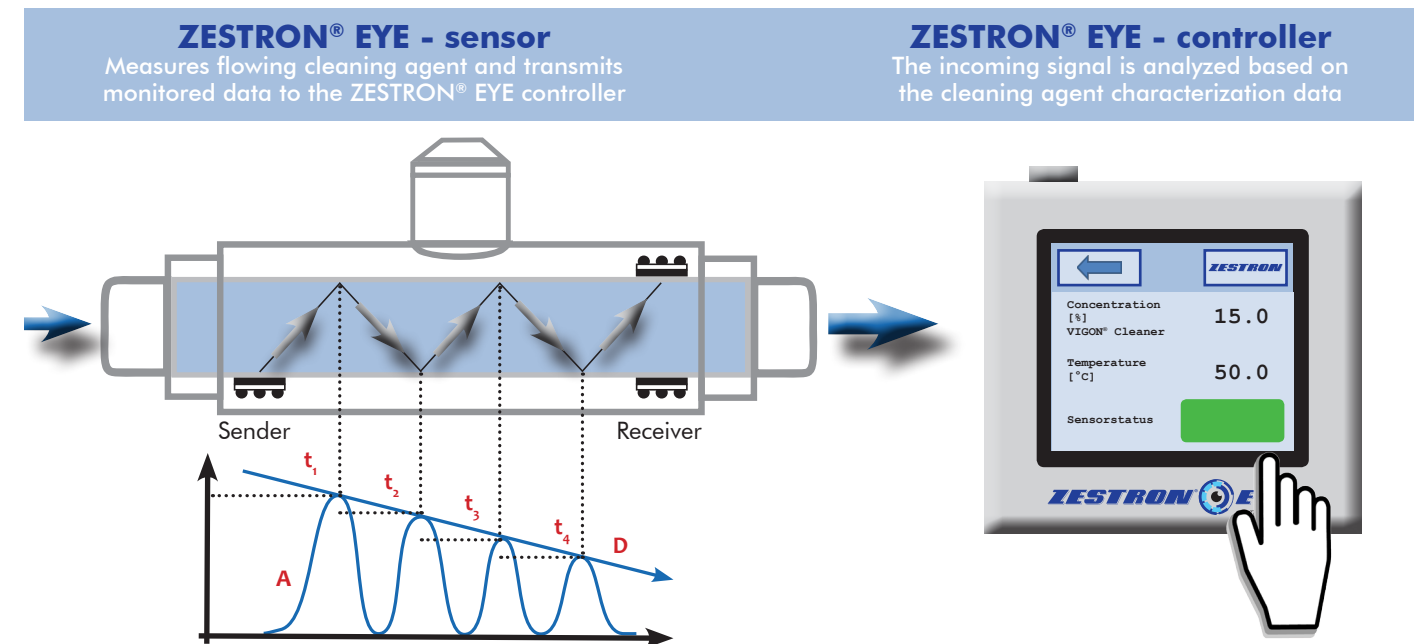 ZESTRON® EYE - sensor
Measures flowing cleaning agent and transmits
monitored data to the ZESTRON® EYE controller
ZESTRON® EYE - controller
The incoming signal is analyzed based on
the cleaning agent characterization data
Sender
Receiver
t₁
t₂
t₃
t₄
D
A
ZESTRON
Concentration
[%]
VIGON® Cleaner
15.0
Temperature
[°C]
50.0
Sensorstatus
ZESTRON® E